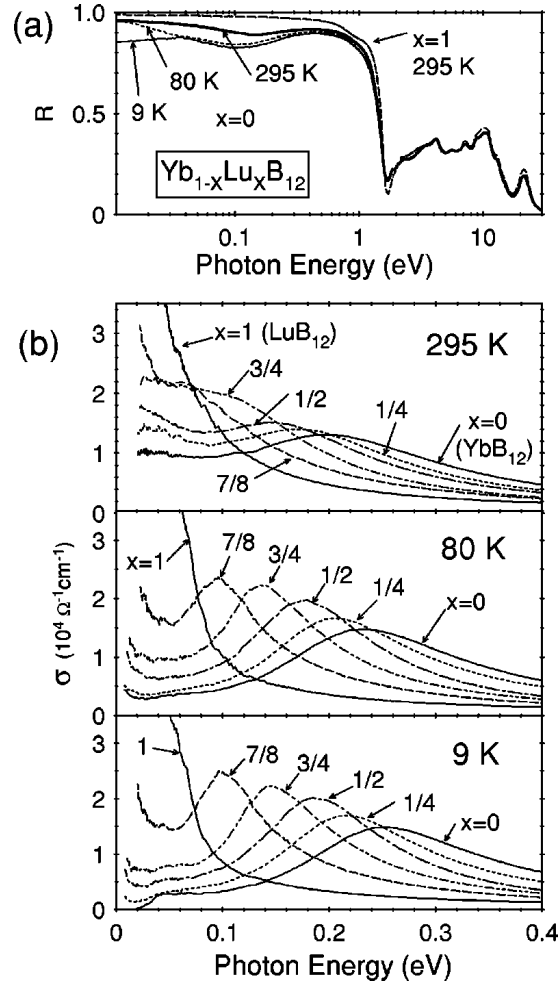 (a)
1.0
R
0.5
0
x=1
295 K
295 K
80 K
9 K
x=0
Yb1-xLuxB12
0.1
1
10
Photon Energy (eV)
(b)
3
2
1
0
x=1 (LuB12)
295 K
3/4
1/2
1/4
x=0
(YbB12)
7/8
3
2
1
0
σ (10⁴ Ω⁻¹cm⁻¹)
x=1
7/8
3/4
1/2
1/4
x=0
80 K
3
2
1
0
1
7/8
3/4
1/2
1/4
x=0
9 K
0
0.1
0.2
0.3
0.4
Photon Energy (eV)